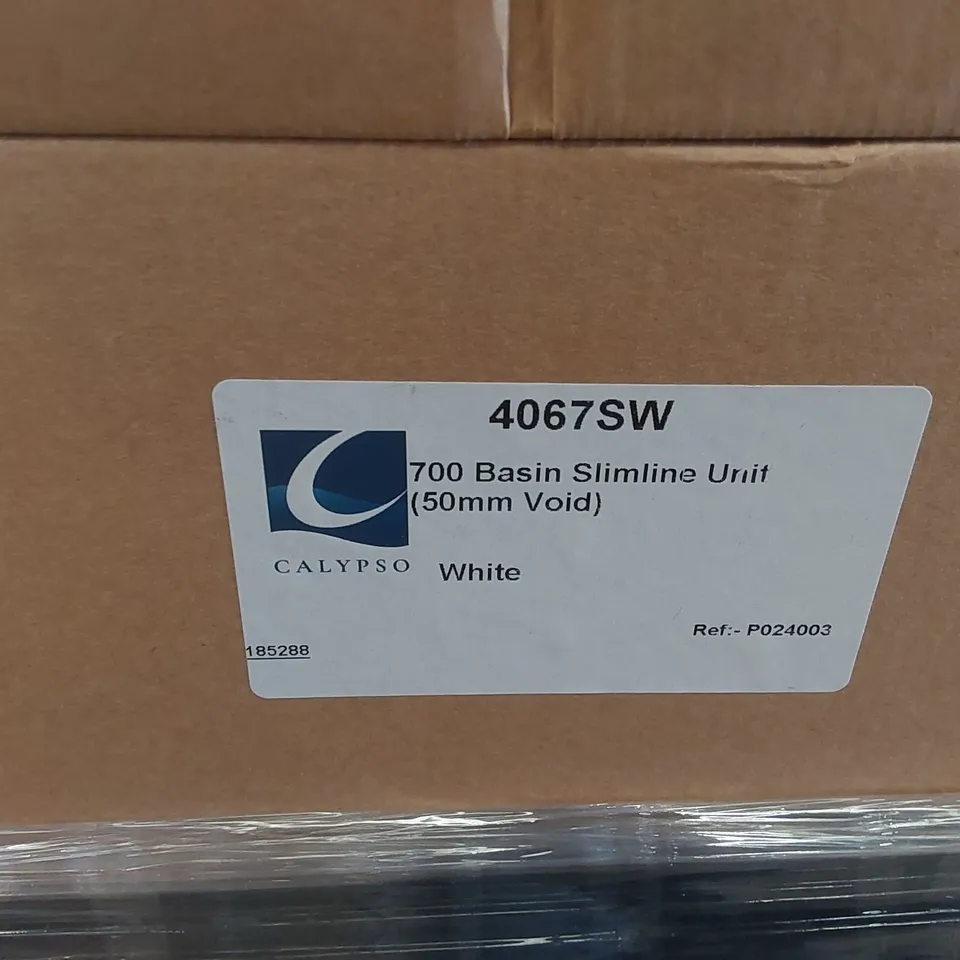 4067SW
700 Basin Slimline Unit
(50mm Void)
CALYPSO
White
Ref:- P024003
185288